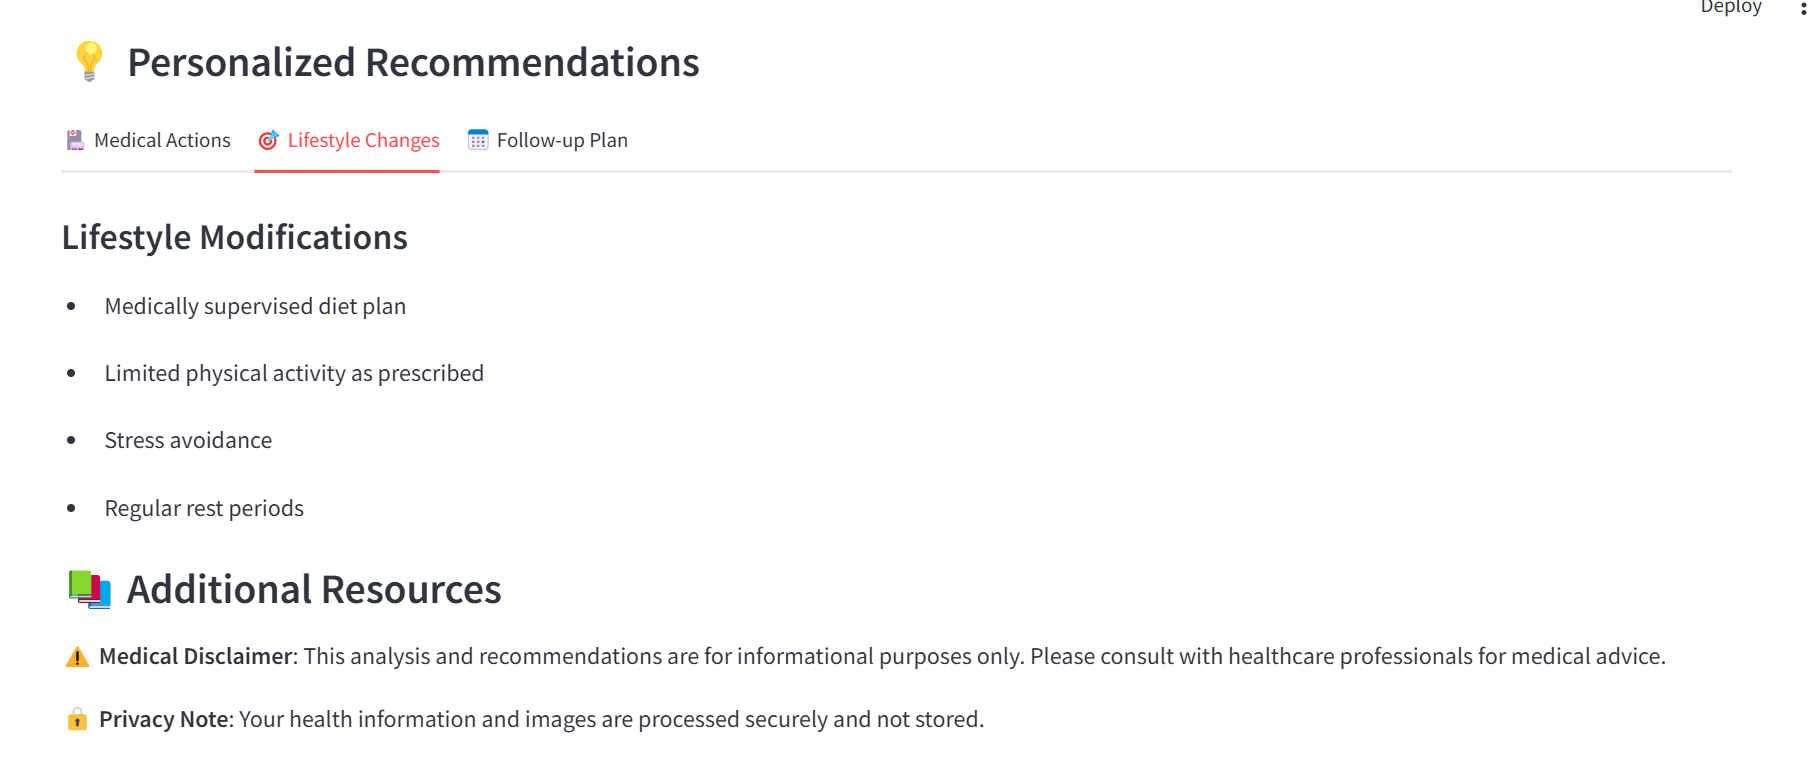 Deploy
Personalized Recommendations
Medical Actions Lifestyle Changes Follow-up Plan
Lifestyle Modifications
Medically supervised diet plan
Limited physical activity as prescribed
Stress avoidance
Regular rest periods
Additional Resources
Medical Disclaimer: This analysis and recommendations are for informational purposes only. Please consult with healthcare professionals for medical advice.
Privacy Note: Your health information and images are processed securely and not stored.